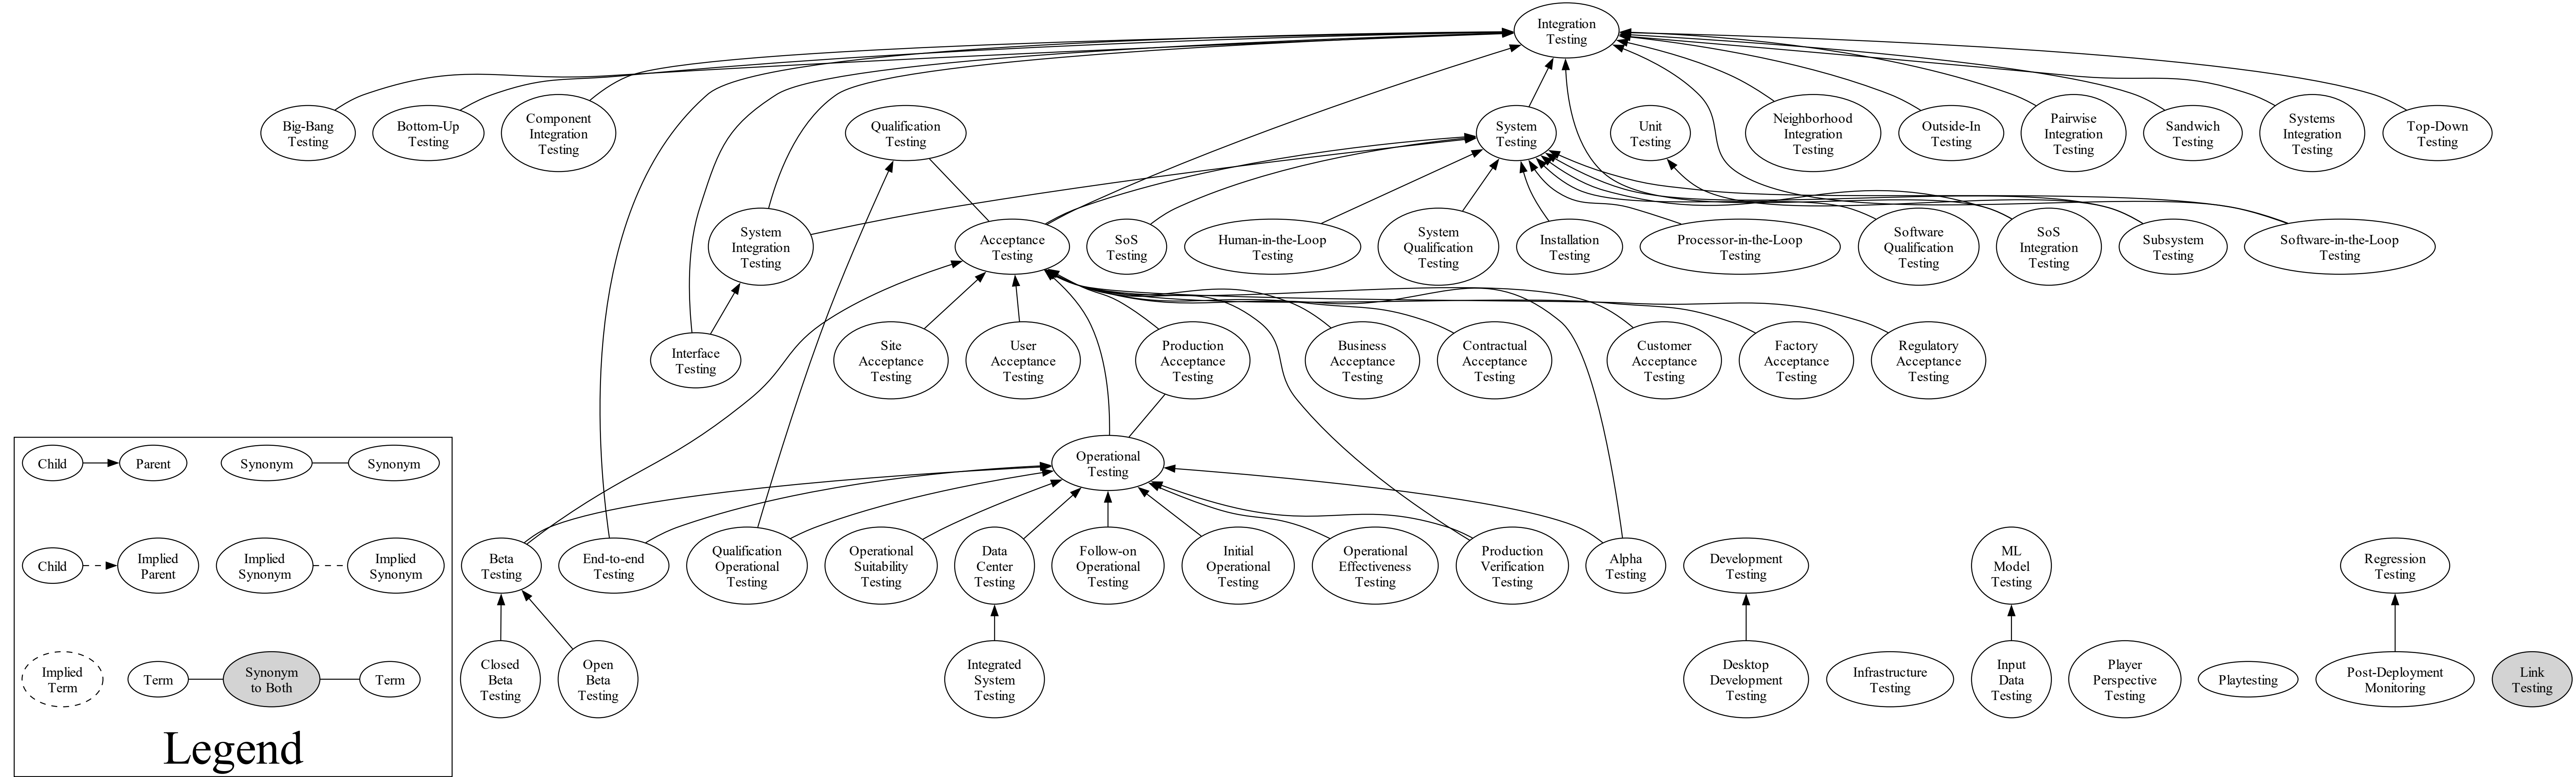 Integration
Testing
Big-Bang
Testing
Bottom-Up
Testing
Component
Integration
Testing
Qualification
Testing
System
Testing
Unit
Testing
Neighborhood
Integration
Testing
Outside-In
Testing
Pairwise
Integration
Testing
Sandwich
Testing
Systems
Integration
Testing
Top-Down
Testing
System
Integration
Testing
Acceptance
Testing
SoS
Testing
Human-in-the-Loop
Testing
System
Qualification
Testing
Installation
Testing
Processor-in-the-Loop
Testing
Software
Qualification
Testing
SoS
Integration
Testing
Subsystem
Testing
Software-in-the-Loop
Testing
Interface
Testing
Site
Acceptance
Testing
User
Acceptance
Testing
Production
Acceptance
Testing
Business
Acceptance
Testing
Contractual
Acceptance
Testing
Customer
Acceptance
Testing
Factory
Acceptance
Testing
Regulatory
Acceptance
Testing
Operational
Testing
Beta
Testing
End-to-end
Testing
Qualification
Operational
Testing
Operational
Suitability
Testing
Data
Center
Testing
Follow-on
Operational
Testing
Initial
Operational
Testing
Operational
Effectiveness
Testing
Production
Verification
Testing
Alpha
Testing
Development
Testing
ML
Model
Testing
Regression
Testing
Closed
Beta
Testing
Open
Beta
Testing
Integrated
System
Testing
Desktop
Development
Testing
Infrastructure
Testing
Input
Data
Testing
Player
Perspective
Testing
Playtesting
Post-Deployment
Monitoring
Link
Testing
Child
Parent
Synonym
Synonym
Child
Implied
Parent
Implied
Synonym
Implied
Synonym
Implied
Term
Term
Synonym
to Both
Term
Legend